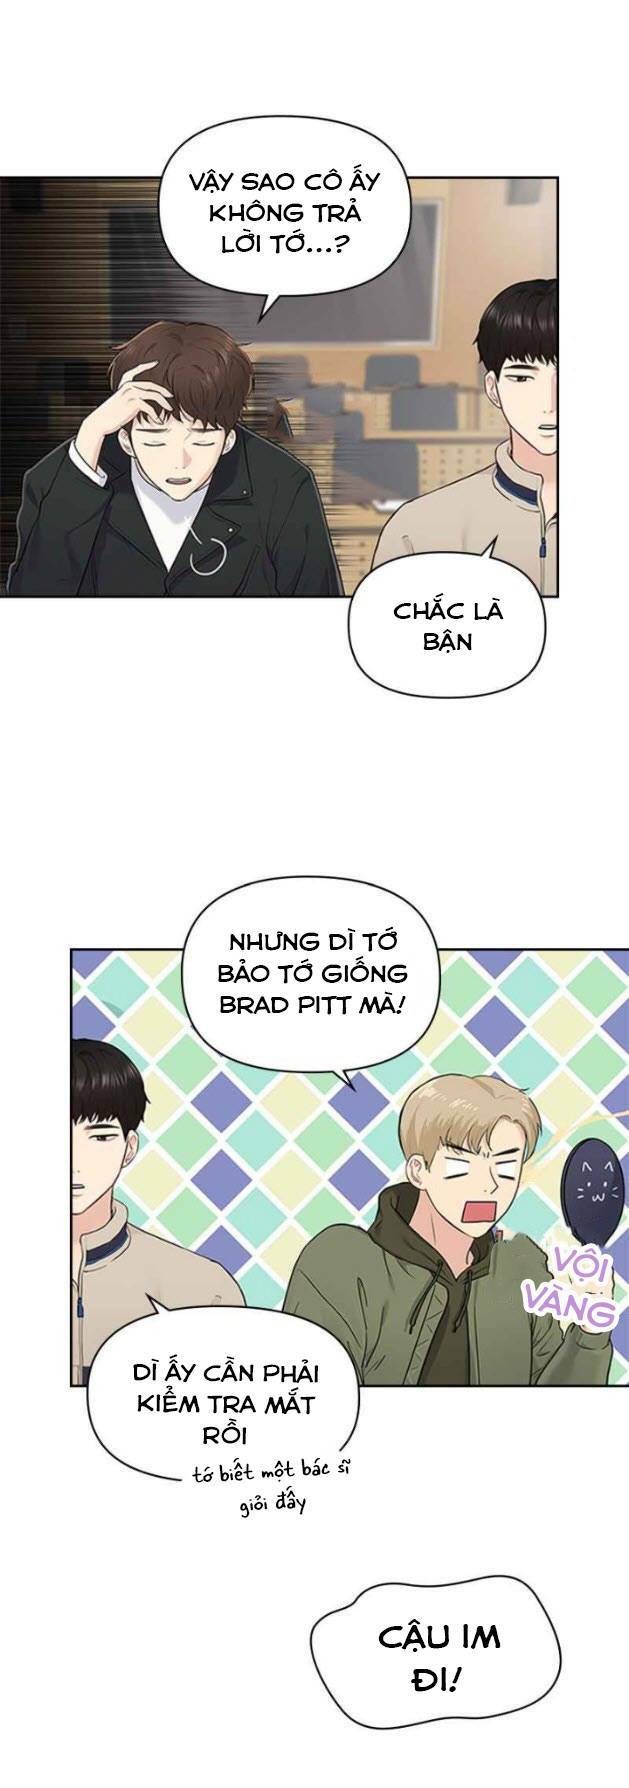 VẬY SAO CÔ ẤY
KHÔNG TRẢ
LỜI TỚ...?
CHẮC LÀ
BẬN
NHƯNG DÌ TỚ
BẢO TỚ GIỐNG
BRAD PITT MÀ!
VỘI
VÀNG
DÌ ẤY CẦN PHẢI
KIỂM TRA MẮT
RỒI
tớ biết một bác sĩ
giỏi đấy
CẬU IM
ĐI!